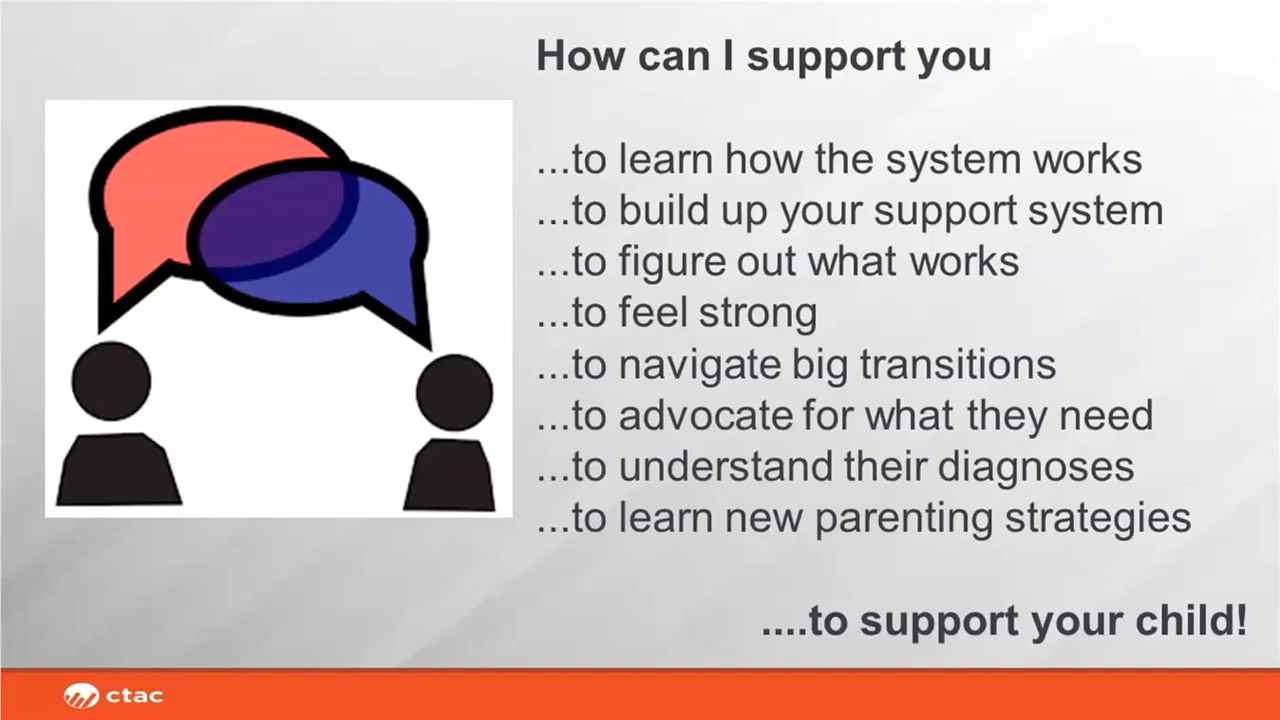 How can I support you
...to learn how the system works
...to build up your support system
...to figure out what works
...to feel strong
...to navigate big transitions
...to advocate for what they need
...to understand their diagnoses
...to learn new parenting strategies
....to support your child!
ctac